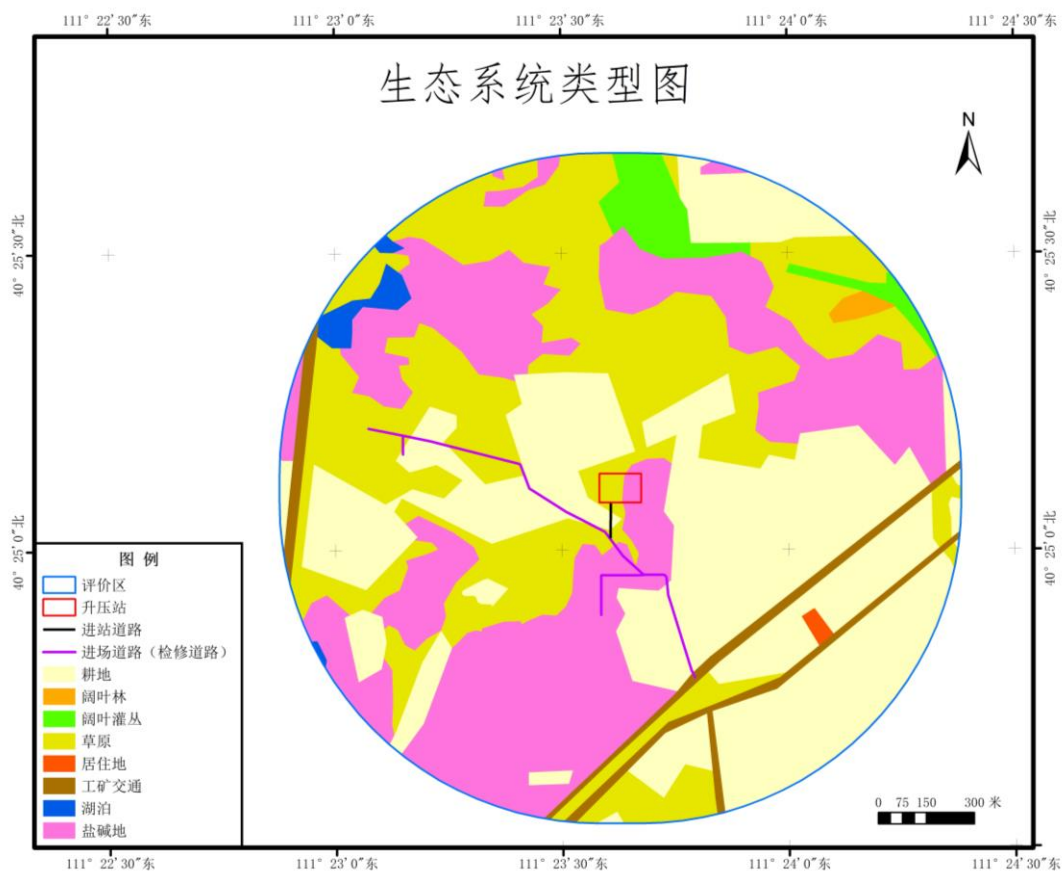 111° 22′30″东 111° 23′0″东 111° 23′30″东 111° 24′0″东 111° 24′30″东
生态系统类型图
N
40° 25′30″北 40° 25′30″北
40° 25′0″北 40° 25′0″北
图 例
评价区
升压站
进站道路
进场道路（检修道路）
耕地
阔叶林
阔叶灌丛
草原
居住地
工矿交通
湖泊
盐碱地
0 75 150 300 米
111° 22′30″东 111° 23′0″东 111° 23′30″东 111° 24′0″东 111° 24′30″东